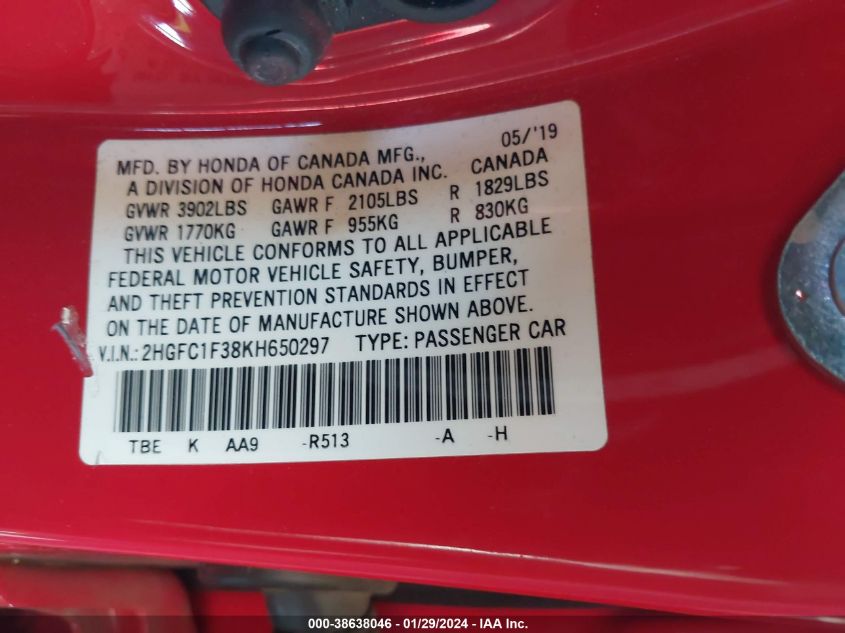 05/'19
MFD. BY HONDA OF CANADA MFG.,
A DIVISION OF HONDA CANADA INC. CANADA
GVWR 3902LBS GAWR F 2105LBS R 1829LBS
GVWR 1770KG GAWR F 955KG R 830KG
THIS VEHICLE CONFORMS TO ALL APPLICABLE
FEDERAL MOTOR VEHICLE SAFETY, BUMPER,
AND THEFT PREVENTION STANDARDS IN EFFECT
ON THE DATE OF MANUFACTURE SHOWN ABOVE.
V.I.N.: 2HGFC1F38KH650297 TYPE: PASSENGER CAR
TBE K AA9 -R513 -A -H
000-38638046 - 01/29/2024 - IAA Inc.